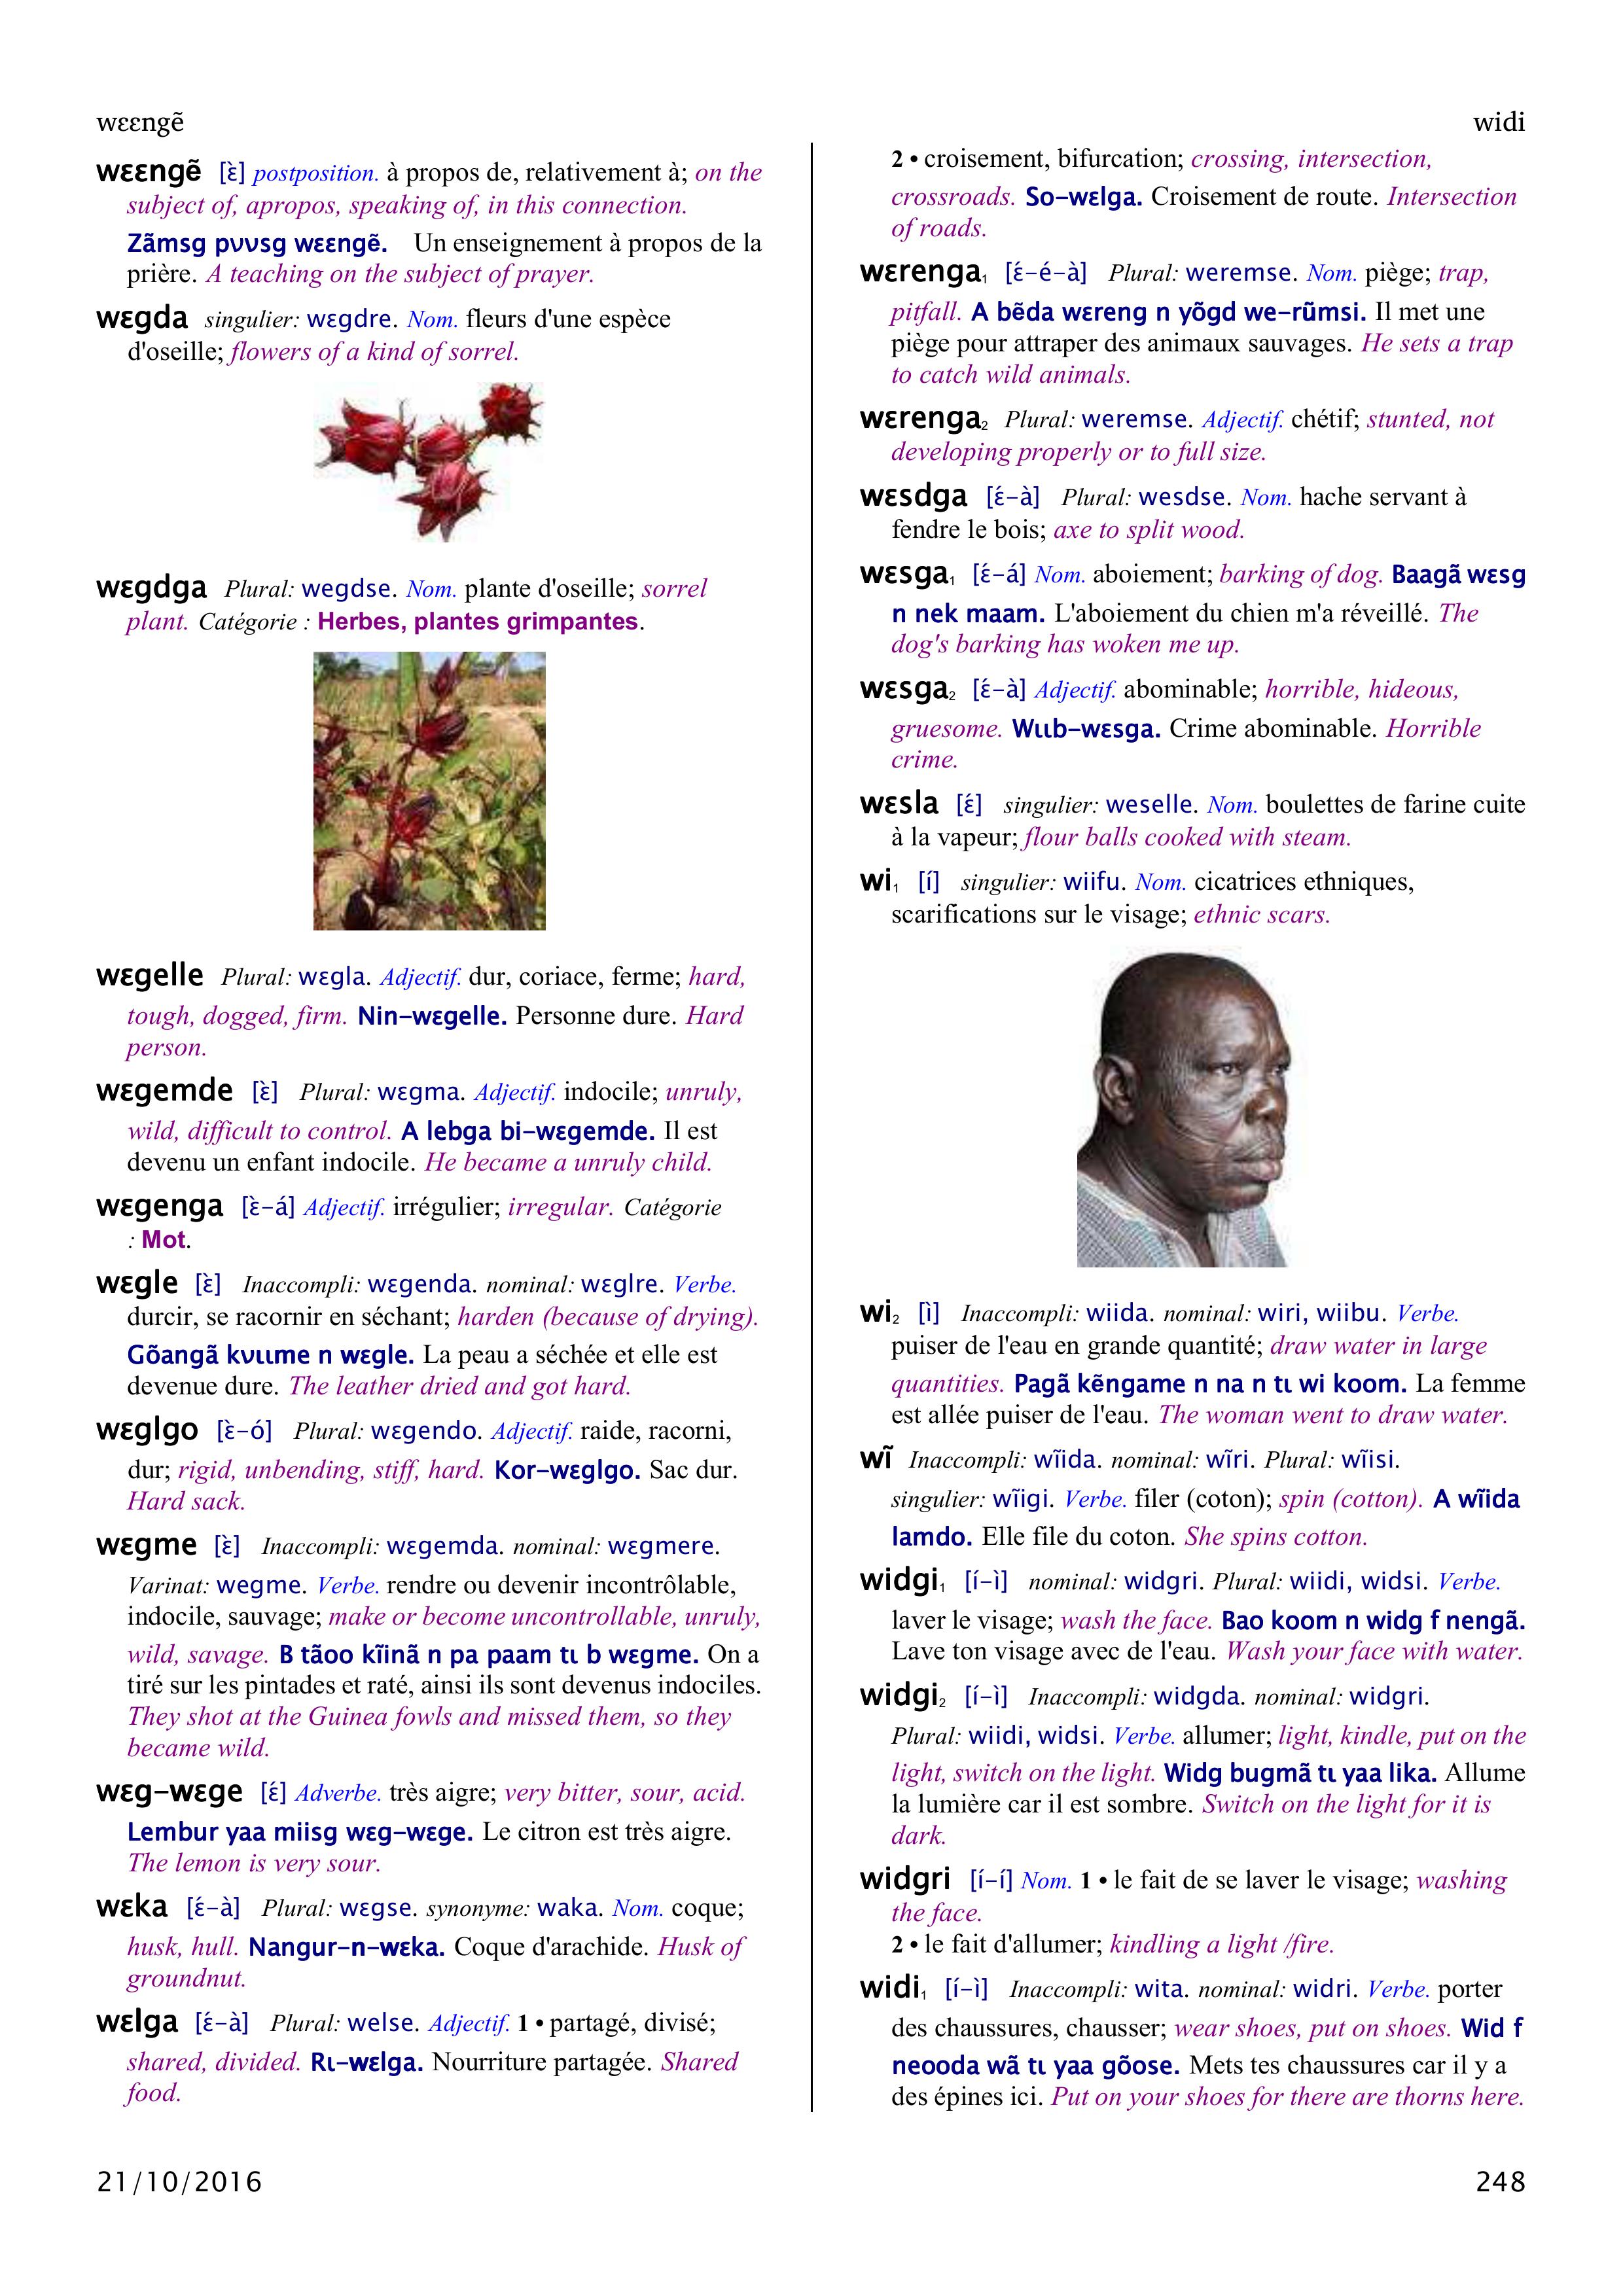 wɛɛngẽ
widi
wɛɛngẽ [ɛ̀] postposition. à propos de, relativement à; on the
subject of, apropos, speaking of, in this connection.
Zãmsg pʋʋsg wɛɛngẽ. Un enseignement à propos de la
prière. A teaching on the subject of prayer.
wɛgda singulier: wɛgdre. Nom. fleurs d'une espèce
d'oseille; flowers of a kind of sorrel.
wɛgdga Plural: wegdse. Nom. plante d'oseille; sorrel
plant. Catégorie : Herbes, plantes grimpantes.
wɛgelle Plural: wɛgla. Adjectif. dur, coriace, ferme; hard,
tough, dogged, firm. Nin-wɛgelle. Personne dure. Hard
person.
wɛgemde [ɛ̀] Plural: wɛgma. Adjectif. indocile; unruly,
wild, difficult to control. A lebga bi-wɛgemde. Il est
devenu un enfant indocile. He became a unruly child.
wɛgenga [ɛ̀-á] Adjectif. irrégulier; irregular. Catégorie
: Mot.
wɛgle [ɛ̀] Inaccompli: wɛgenda. nominal: wɛglre. Verbe.
durcir, se racornir en séchant; harden (because of drying).
Gõangã kʋɩɩme n wɛgle. La peau a séchée et elle est
devenue dure. The leather dried and got hard.
wɛglgo [ɛ̀-ó] Plural: wɛgendo. Adjectif. raide, racorni,
dur; rigid, unbending, stiff, hard. Kor-wɛglgo. Sac dur.
Hard sack.
wɛgme [ɛ̀] Inaccompli: wɛgemda. nominal: wɛgmere.
Varinat: wegme. Verbe. rendre ou devenir incontrôlable,
indocile, sauvage; make or become uncontrollable, unruly,
wild, savage. B tãoo kĩinã n pa paam tɩ b wɛgme. On a
tiré sur les pintades et raté, ainsi ils sont devenus indociles.
They shot at the Guinea fowls and missed them, so they
became wild.
wɛg-wɛge [ɛ́] Adverbe. très aigre; very bitter, sour, acid.
Lembur yaa miisg wɛg-wɛge. Le citron est très aigre.
The lemon is very sour.
wɛka [ɛ́-à] Plural: wɛgse. synonyme: waka. Nom. coque;
husk, hull. Nangur-n-wɛka. Coque d'arachide. Husk of
groundnut.
wɛlga [ɛ́-à] Plural: welse. Adjectif. 1 • partagé, divisé;
shared, divided. Rɩ-wɛlga. Nourriture partagée. Shared
food.
2 • croisement, bifurcation; crossing, intersection,
crossroads. So-wɛlga. Croisement de route. Intersection
of roads.
wɛrenga₁ [ɛ́-é-à] Plural: weremse. Nom. piège; trap,
pitfall. A bẽda wɛreng n yõgd we-rũmsi. Il met une
piège pour attraper des animaux sauvages. He sets a trap
to catch wild animals.
wɛrenga₂ Plural: weremse. Adjectif. chétif; stunted, not
developing properly or to full size.
wɛsdga [ɛ́-à] Plural: wesdse. Nom. hache servant à
fendre le bois; axe to split wood.
wɛsga₁ [ɛ́-á] Nom. aboiement; barking of dog. Baagã wɛsg
n nek maam. L'aboiement du chien m'a réveillé. The
dog's barking has woken me up.
wɛsga₂ [ɛ́-à] Adjectif. abominable; horrible, hideous,
gruesome. Wɩɩb-wɛsga. Crime abominable. Horrible
crime.
wɛsla [ɛ́] singulier: weselle. Nom. boulettes de farine cuite
à la vapeur; flour balls cooked with steam.
wi₁ [í] singulier: wiifu. Nom. cicatrices ethniques,
scarifications sur le visage; ethnic scars.
wi₂ [ì] Inaccompli: wiida. nominal: wiri, wiibu. Verbe.
puiser de l'eau en grande quantité; draw water in large
quantities. Pagã kẽngame n na n tɩ wi koom. La femme
est allée puiser de l'eau. The woman went to draw water.
wĩ Inaccompli: wĩida. nominal: wĩri. Plural: wĩisi.
singulier: wĩigi. Verbe. filer (coton); spin (cotton). A wĩida
lamdo. Elle file du coton. She spins cotton.
widgi₁ [í-ì] nominal: widgri. Plural: wiidi, widsi. Verbe.
laver le visage; wash the face. Bao koom n widg f nengã.
Lave ton visage avec de l'eau. Wash your face with water.
widgi₂ [í-ì] Inaccompli: widgda. nominal: widgri.
Plural: wiidi, widsi. Verbe. allumer; light, kindle, put on the
light, switch on the light. Widg bugmã tɩ yaa lika. Allume
la lumière car il est sombre. Switch on the light for it is
dark.
widgri [í-í] Nom. 1 • le fait de se laver le visage; washing
the face.
2 • le fait d'allumer; kindling a light /fire.
widi₁ [í-ì] Inaccompli: wita. nominal: widri. Verbe. porter
des chaussures, chausser; wear shoes, put on shoes. Wid f
neooda wã tɩ yaa gõose. Mets tes chaussures car il y a
des épines ici. Put on your shoes for there are thorns here.
21/10/2016
248